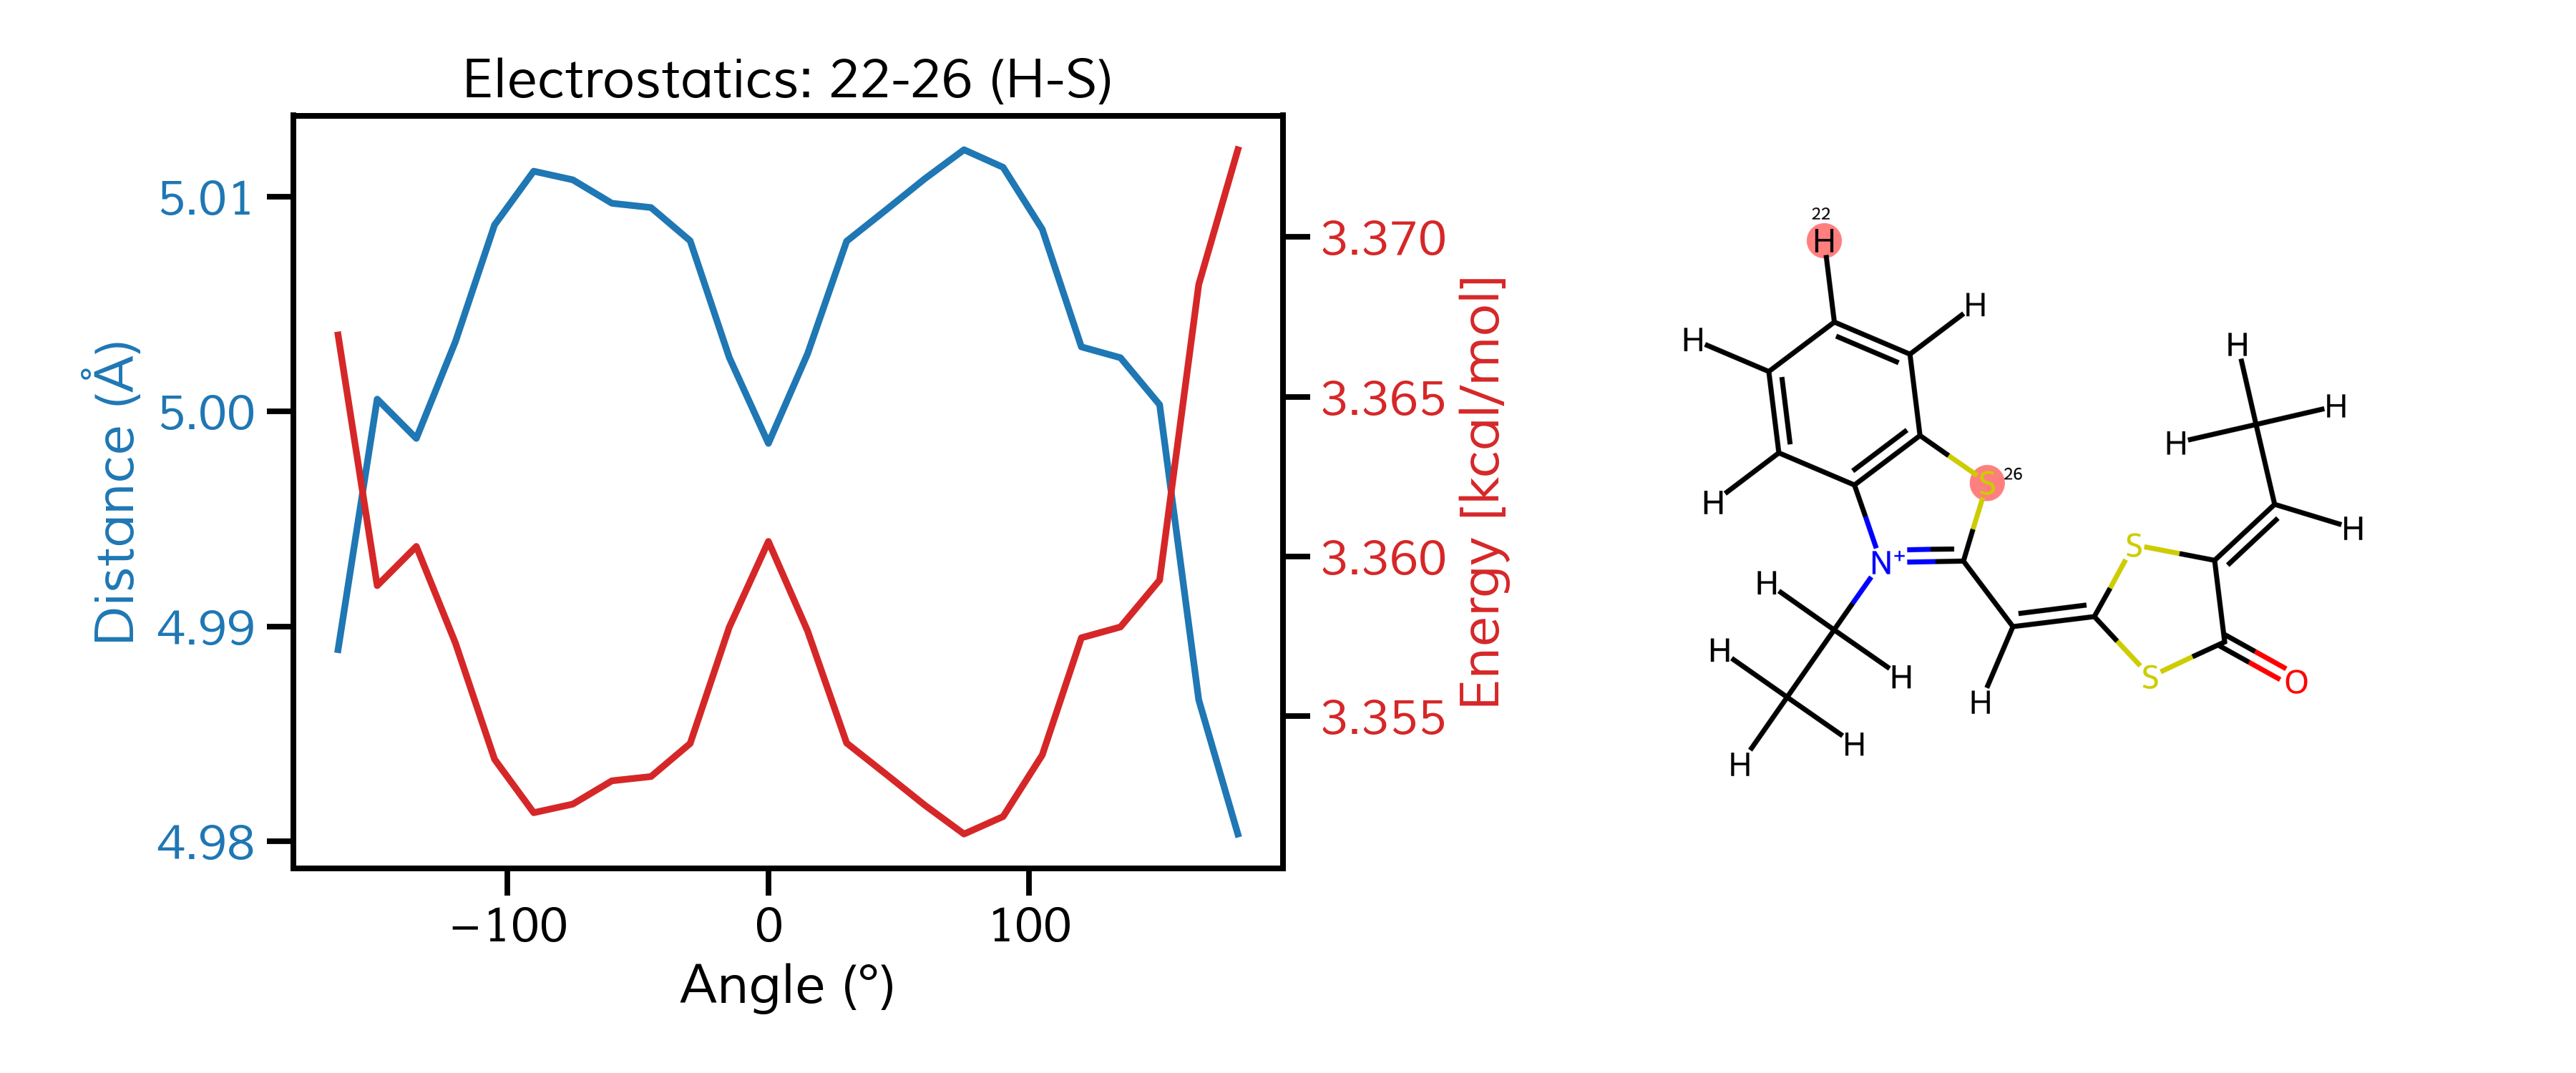 Electrostatics: 22-26 (H-S)
5.01
5.00
4.99
4.98
Distance (Å)
−100
0
100
Angle (°)
3.370
3.365
3.360
3.355
Energy [kcal/mol]
22
H
H
H
H
S 26
N+
H
H
H
H
H
H
H
H
H
H
S
S
O